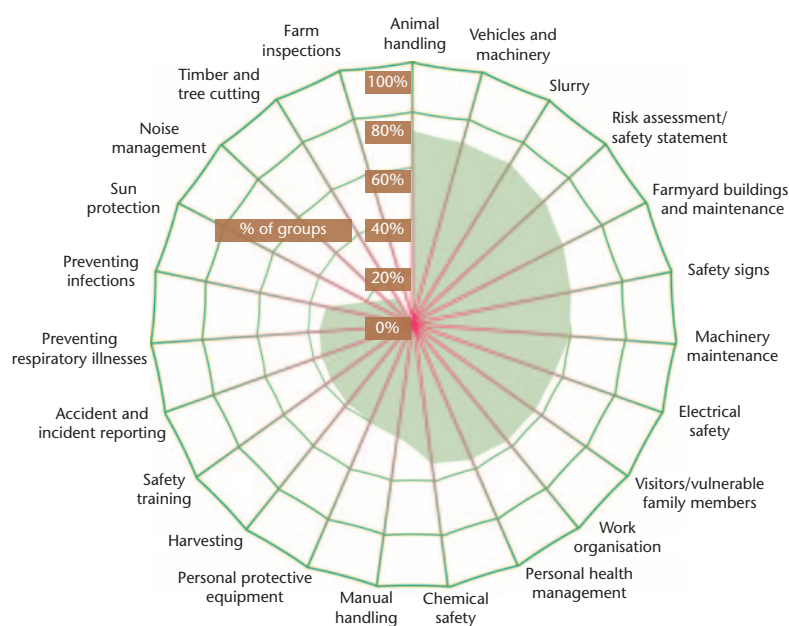 Animal
handling
Vehicles and
machinery
Slurry
Risk assessment/
safety statement
Farmyard buildings
and maintenance
Safety signs
Machinery
maintenance
Electrical
safety
Visitors/vulnerable
family members
Work
organisation
Personal health
management
Chemical
safety
Manual
handling
Personal protective
equipment
Harvesting
Safety
training
Accident and
incident reporting
Preventing
respiratory illnesses
Preventing
infections
Sun
protection
Noise
management
Timber and
tree cutting
Farm
inspections
100%
80%
60%
% of groups
40%
20%
0%